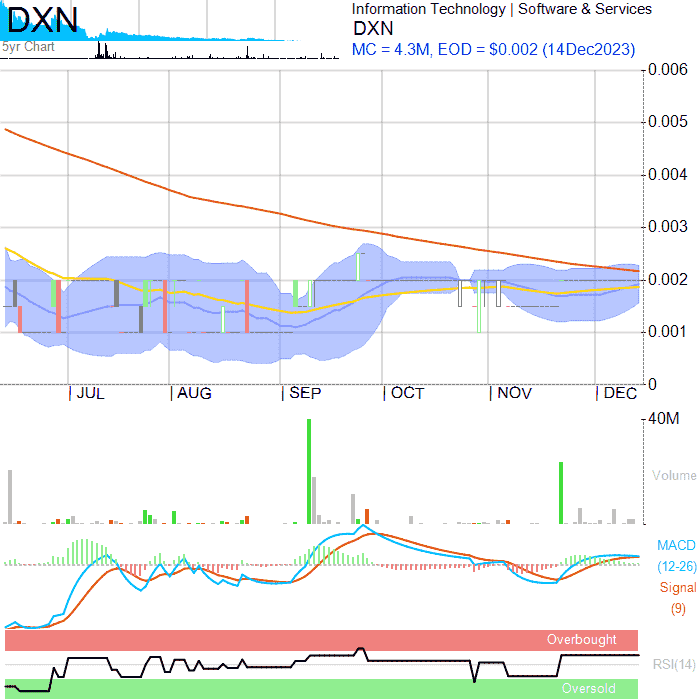 DXN
5yr Chart
Information Technology | Software & Services
DXN
MC = 4.3M, EOD = $0.002 (14Dec2023)
0.006
0.005
0.004
0.003
0.002
0.001
0
JUL AUG SEP OCT NOV DEC
40M
Volume
MACD
(12-26)
Signal
(9)
Overbought
RSI(14)
Oversold